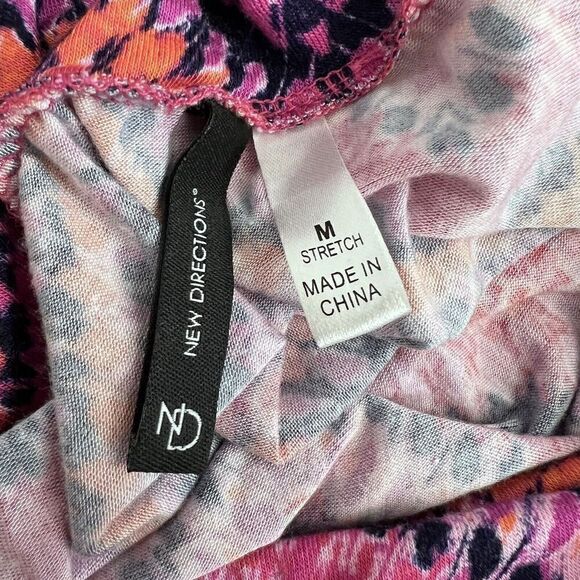 NEW DIRECTIONS®
ND
M
STRETCH
MADE IN
CHINA